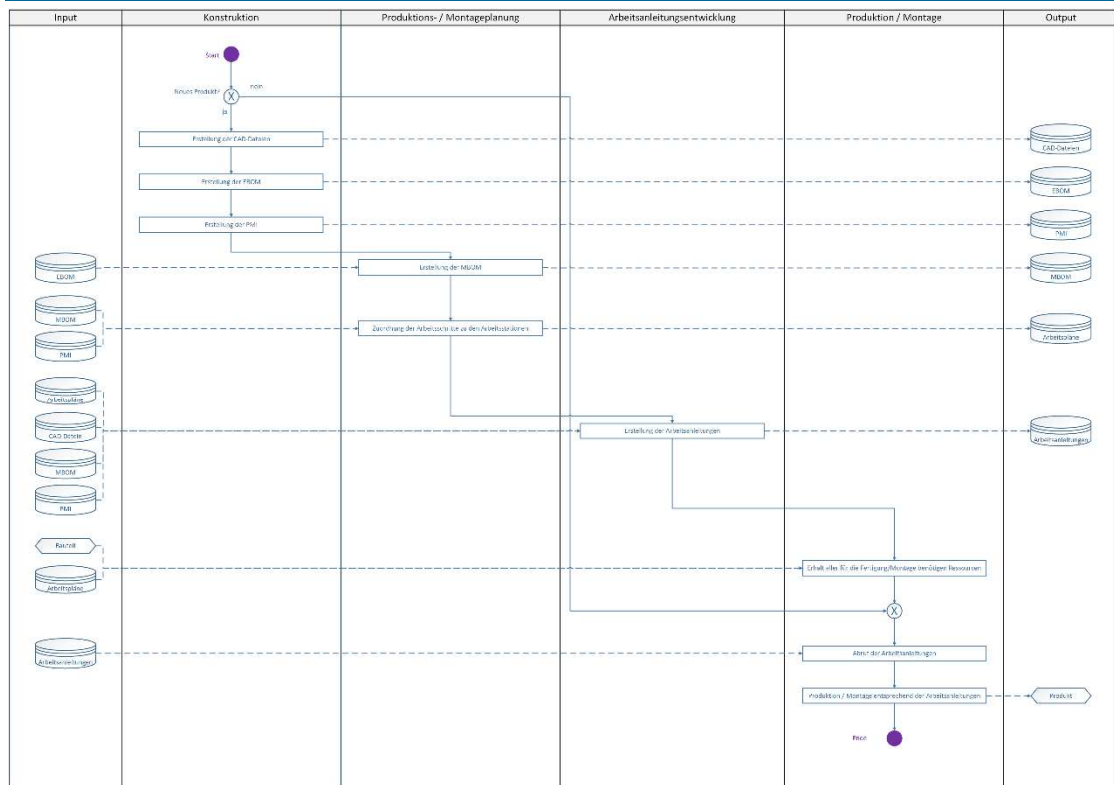 Input
Konstruktion
Produktions- / Montageplanung
Arbeitsanleitungsentwicklung
Produktion / Montage
Output
Start
Neues Produkt?
X
nein
ja
Erstellung der CAD-Dateien
CAD-Dateien
Erstellung der EBOM
EBOM
Erstellung der PMI
PMI
EBOM
Erstellung der MBOM
MBOM
MBOM
PMI
Zuordnung der Arbeitsschritte zu den Arbeitsstationen
Arbeitspläne
Arbeitspläne
CAD-Dateie
MBOM
PMI
Erstellung der Arbeitsanleitungen
Arbeitsanleitungen
Bauteil
Arbeitspläne
Erhalt aller für die Fertigung/Montage benötigen Ressourcen
X
Arbeitsanleitungen
Abruf der Arbeitsanleitungen
Produktion / Montage entsprechend der Arbeitsanleitungen
Produkt
Ende